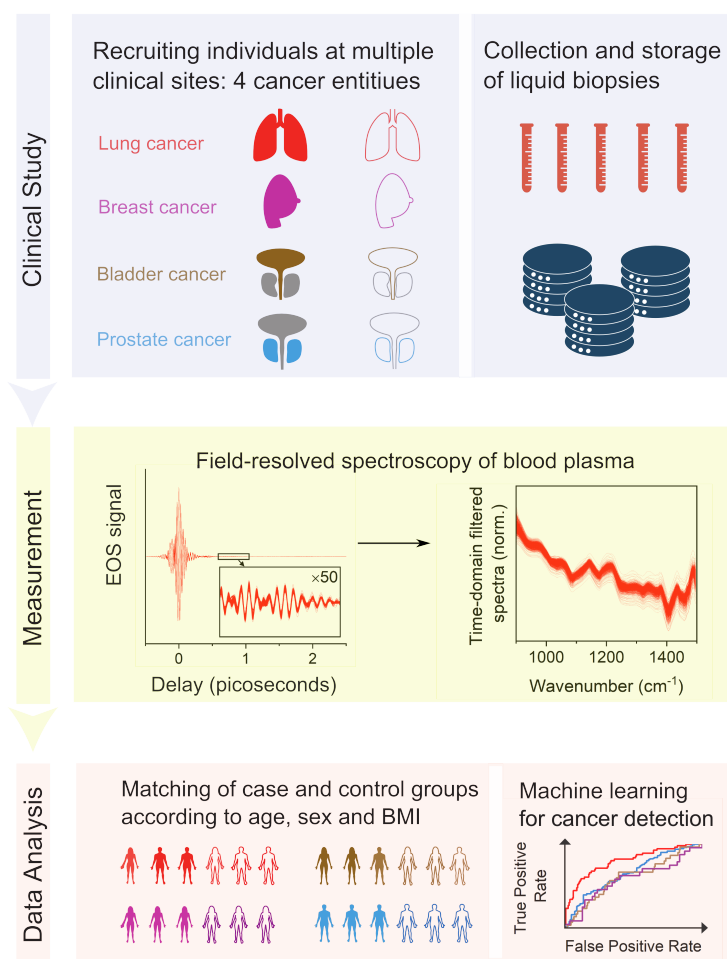 Clinical Study
Recruiting individuals at multiple
clinical sites: 4 cancer entitiues
Lung cancer
Breast cancer
Bladder cancer
Prostate cancer
Collection and storage
of liquid biopsies
Measurement
Field-resolved spectroscopy of blood plasma
EOS signal
×50
0 1 2
Delay (picoseconds)
Time-domain filtered
spectra (norm.)
1000 1200 1400
Wavenumber (cm⁻¹)
Data Analysis
Matching of case and control groups
according to age, sex and BMI
Machine learning
for cancer detection
True Positive
Rate
False Positive Rate